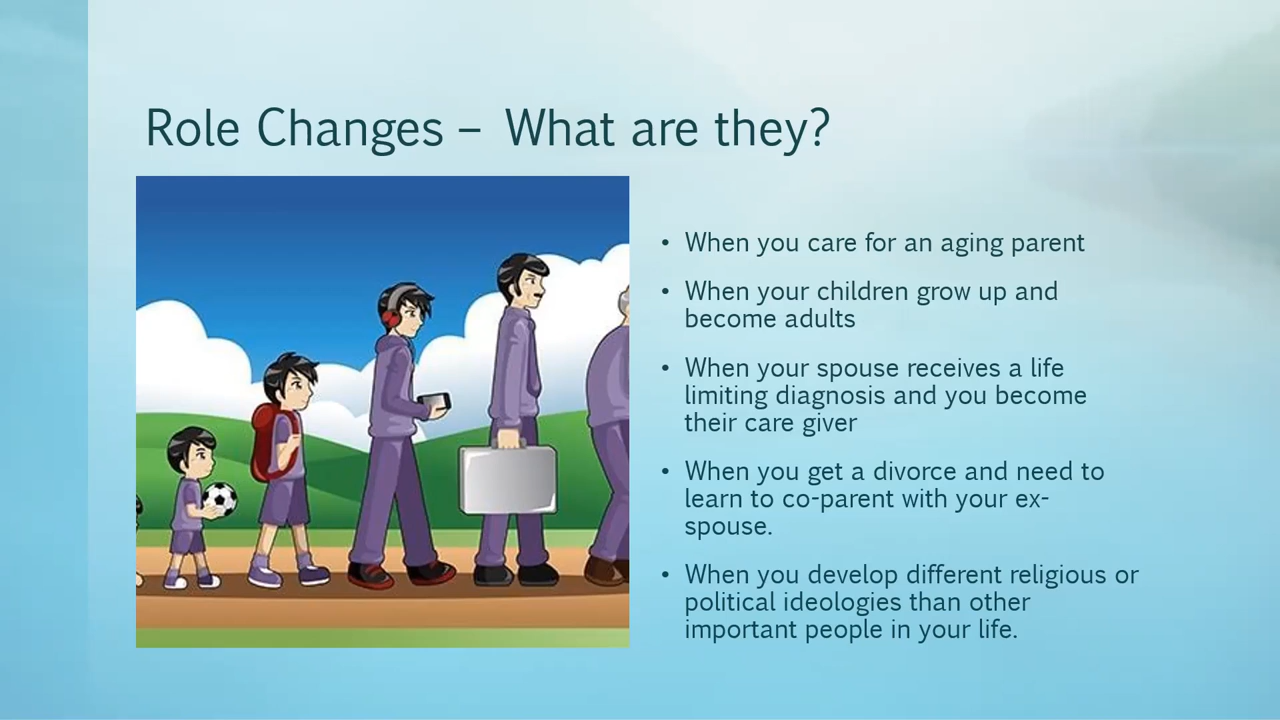 Role Changes – What are they?
• When you care for an aging parent
• When your children grow up and
become adults
• When your spouse receives a life
limiting diagnosis and you become
their care giver
• When you get a divorce and need to
learn to co-parent with your ex-
spouse.
• When you develop different religious or
political ideologies than other
important people in your life.